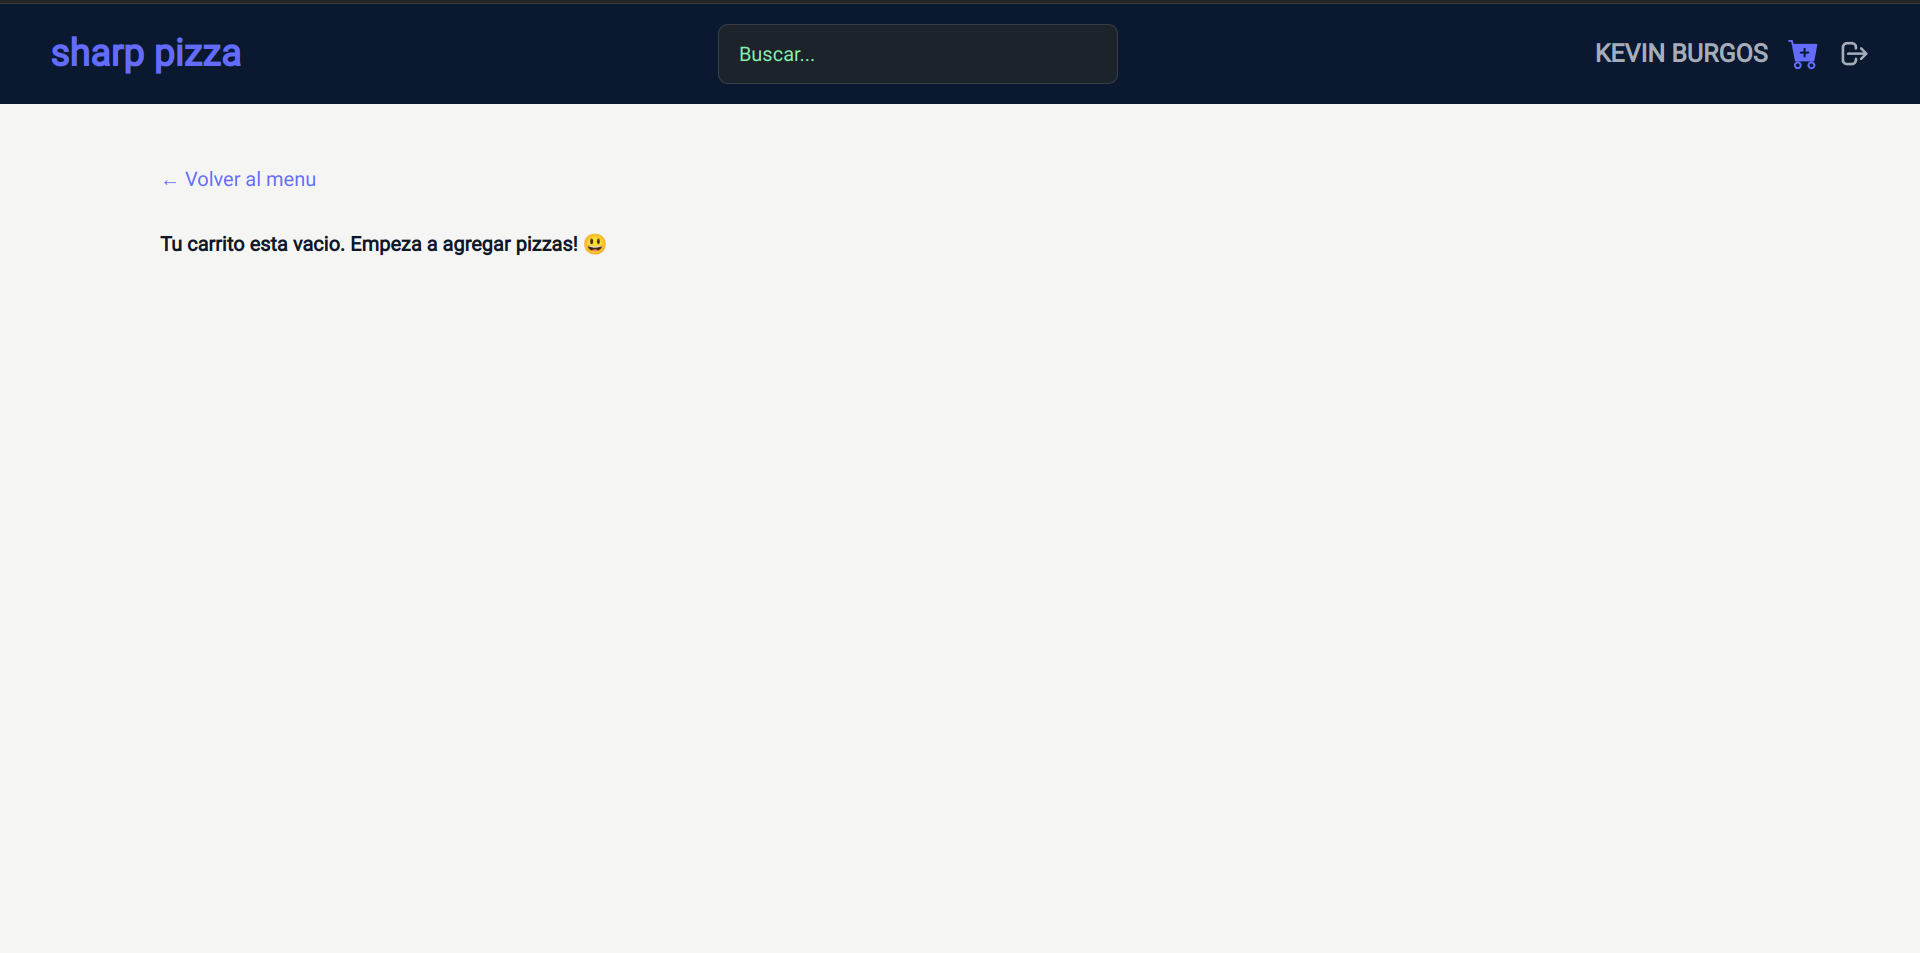 sharp pizza
Buscar...
KEVIN BURGOS
← Volver al menu
Tu carrito esta vacio. Empeza a agregar pizzas! 😃